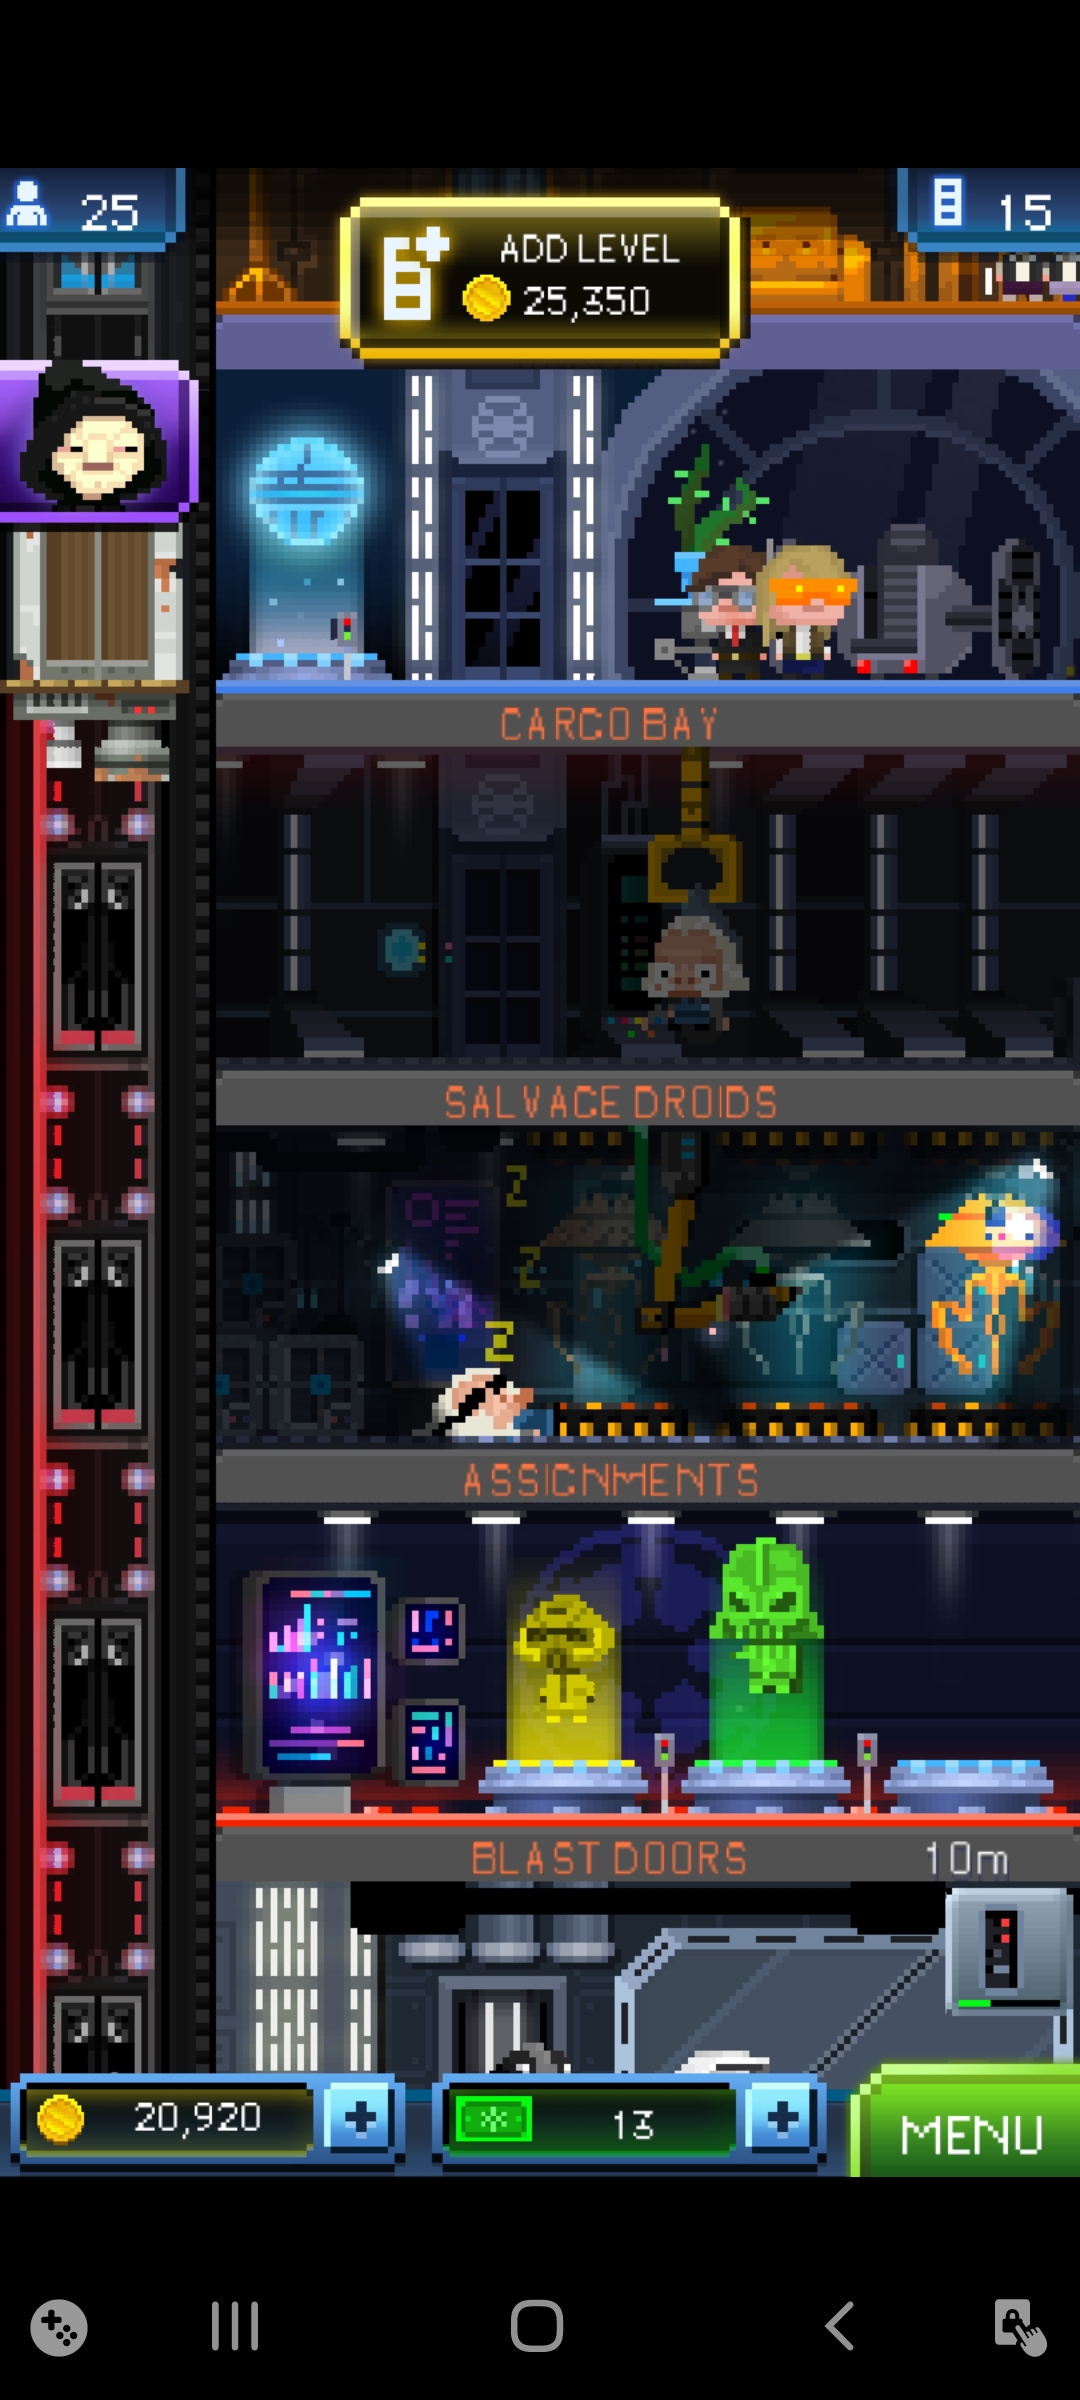 25
15
ADD LEVEL
25,350
CARGO BAY
SALVAGE DROIDS
Z
Z
Z
ASSIGNMENTS
BLAST DOORS 10m
20,920
13
MENU